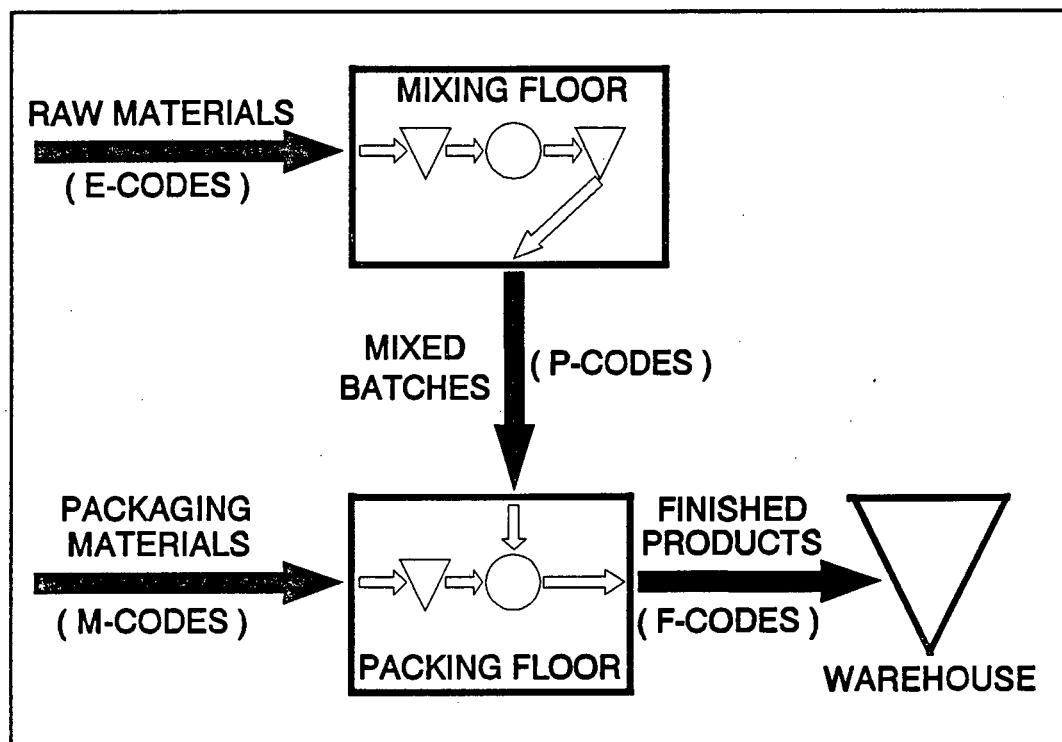 MIXING FLOOR
RAW MATERIALS
( E-CODES )
MIXED
BATCHES
( P-CODES )
PACKAGING
MATERIALS
( M-CODES )
FINISHED
PRODUCTS
( F-CODES )
PACKING FLOOR
WAREHOUSE